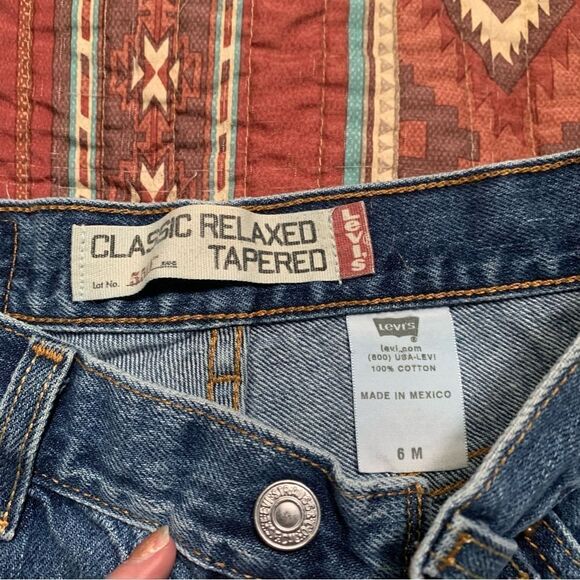 CLASSIC RELAXED
TAPERED
Lot No.
LEVI'S
LEVI'S
levi.com
(800) USA-LEVI
100% COTTON
MADE IN MEXICO
6 M